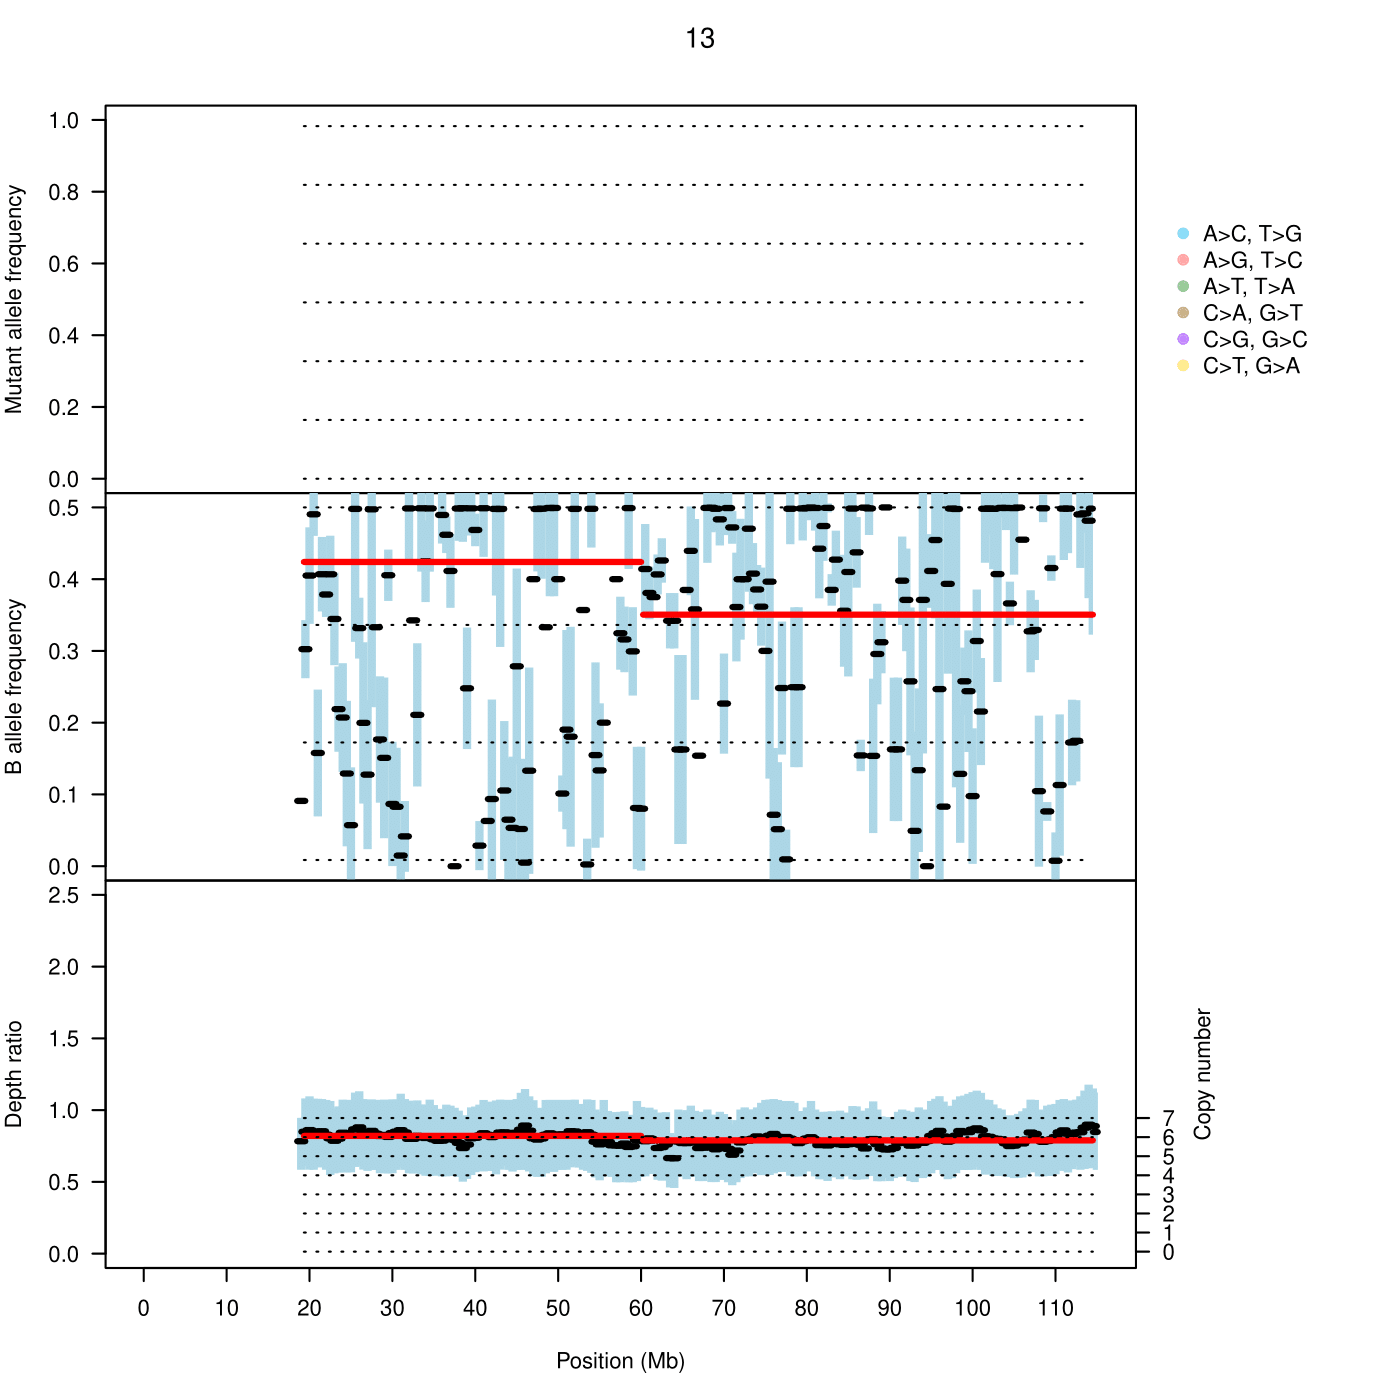 13
Mutant allele frequency
1.0
0.8
0.6
0.4
0.2
0.0
A>C, T>G
A>G, T>C
A>T, T>A
C>A, G>T
C>G, G>C
C>T, G>A
B allele frequency
0.5
0.4
0.3
0.2
0.1
0.0
Depth ratio
2.5
2.0
1.5
1.0
0.5
0.0
Copy number
7
6
5
4
3
2
1
0
0 10 20 30 40 50 60 70 80 90 100 110
Position (Mb)